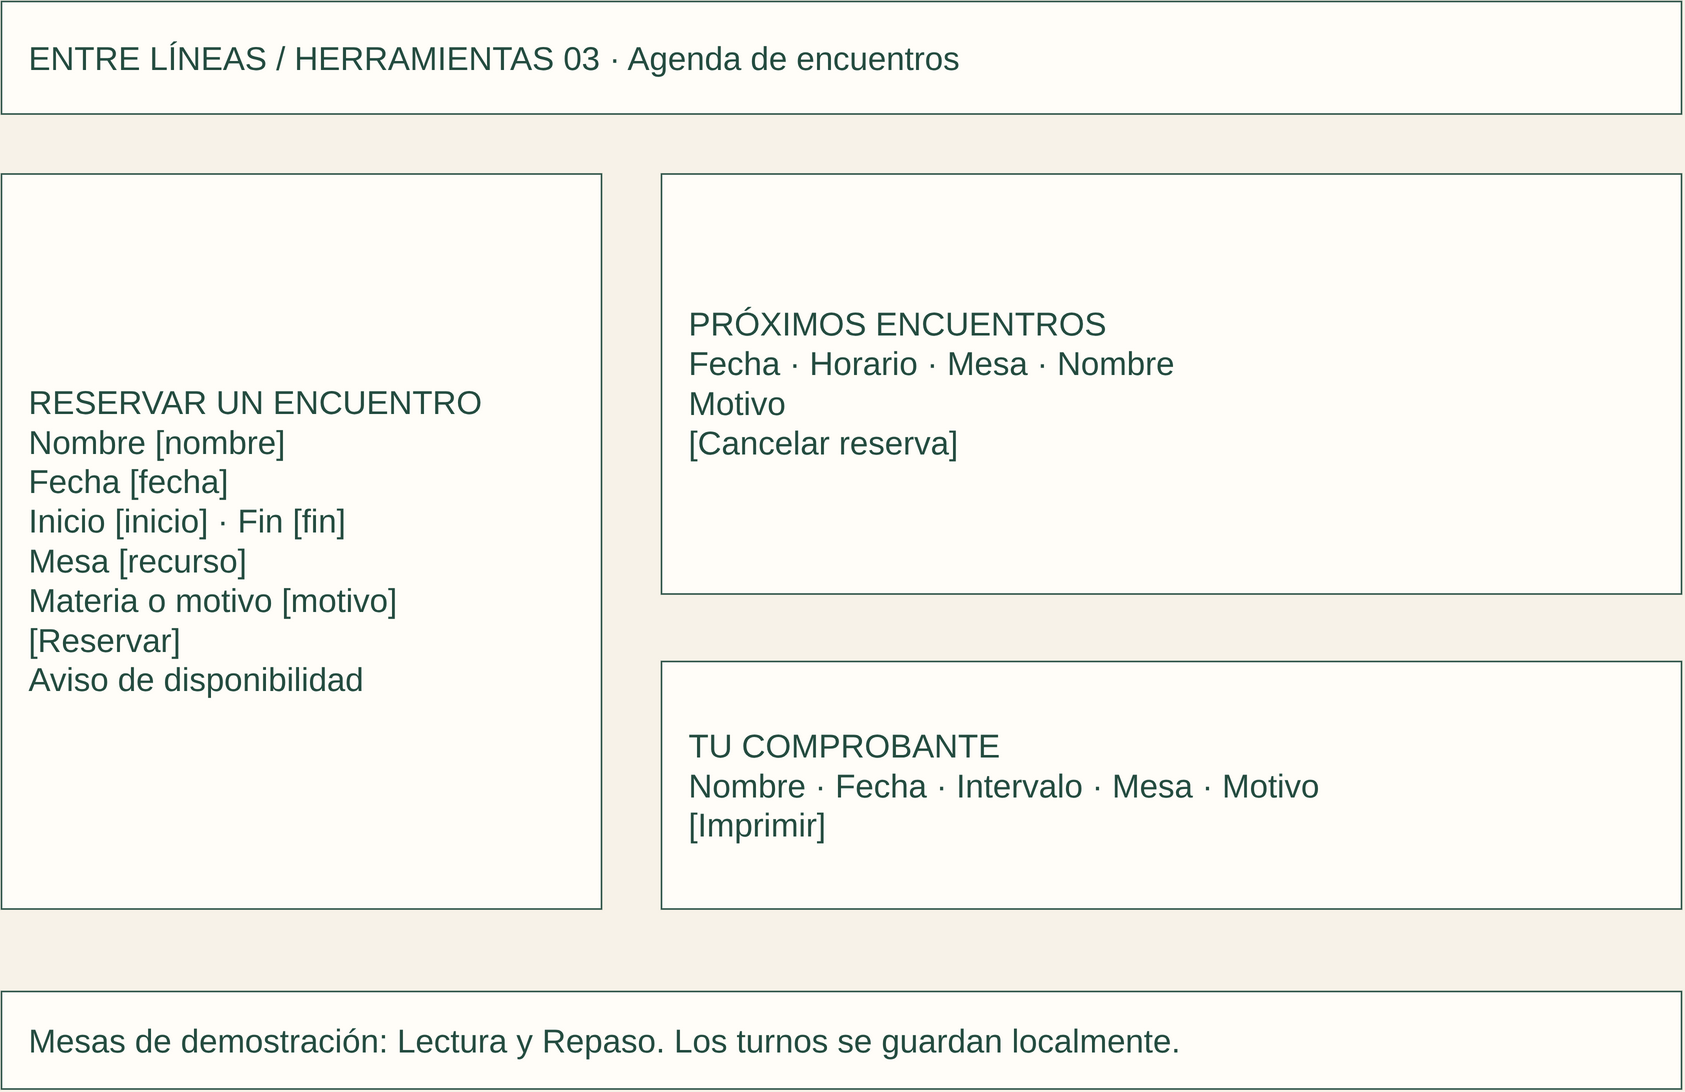 ENTRE LÍNEAS / HERRAMIENTAS 03 · Agenda de encuentros
RESERVAR UN ENCUENTRO
Nombre [nombre]
Fecha [fecha]
Inicio [inicio] · Fin [fin]
Mesa [recurso]
Materia o motivo [motivo]
[Reservar]
Aviso de disponibilidad
PRÓXIMOS ENCUENTROS
Fecha · Horario · Mesa · Nombre
Motivo
[Cancelar reserva]
TU COMPROBANTE
Nombre · Fecha · Intervalo · Mesa · Motivo
[Imprimir]
Mesas de demostración: Lectura y Repaso. Los turnos se guardan localmente.